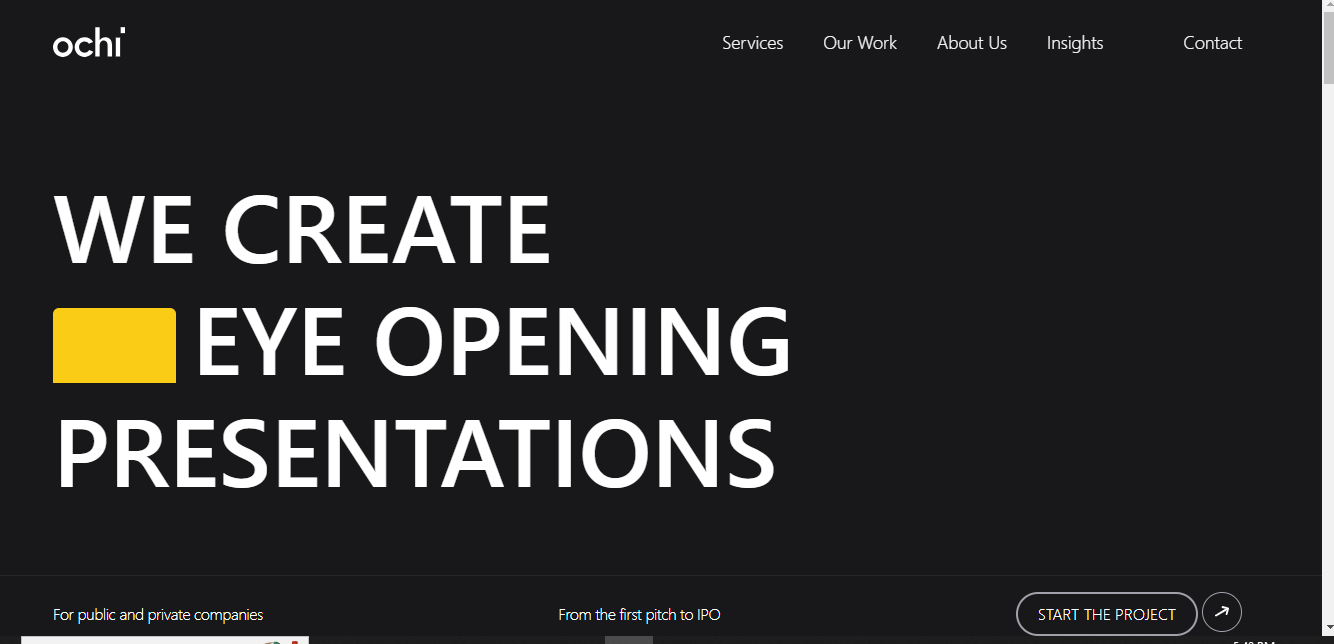 ochi
Services Our Work About Us Insights Contact
WE CREATE
EYE OPENING
PRESENTATIONS
For public and private companies From the first pitch to IPO START THE PROJECT